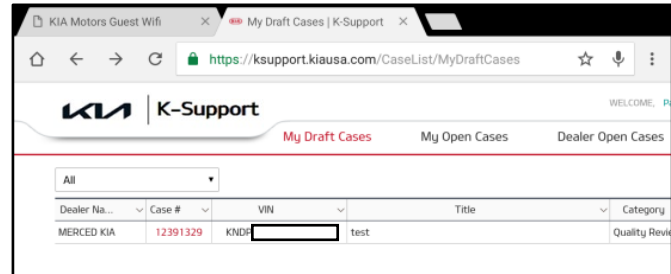 KIA Motors Guest Wifi
My Draft Cases | K-Support
https://ksupport.kiausa.com/CaseList/MyDraftCases
KIA K-Support
WELCOME,
My Draft Cases My Open Cases Dealer Open Cases
All
Dealer Na... Case # VIN Title Category
MERCED KIA 12391329 KNDP test Quality Revie